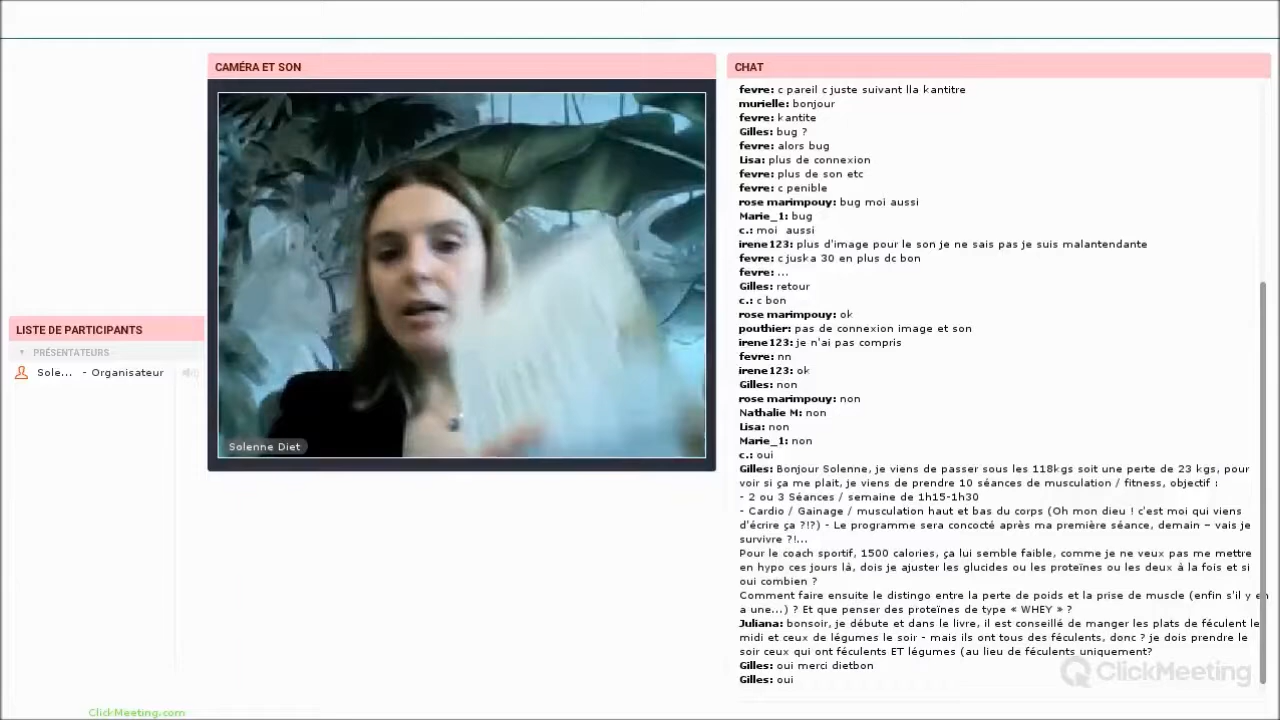 CAMÉRA ET SON
Solenne Diet
LISTE DE PARTICIPANTS
PRÉSENTATEURS
Sole... - Organisateur
ClickMeeting.com
CHAT
fevre: c pareil c juste suivant lla kantitre
murielle: bonjour
fevre: kantite
Gilles: bug ?
fevre: alors bug
Lisa: plus de connexion
fevre: plus de son etc
fevre: c penible
rose marimpouy: bug moi aussi
Marie_1: bug
c.: moi aussi
irene123: plus d'image pour le son je ne sais pas je suis malantendante
fevre: c juska 30 en plus dc bon
fevre: ...
Gilles: retour
c.: c bon
rose marimpouy: ok
pouthier: pas de connexion image et son
irene123: je n'ai pas compris
fevre: nn
irene123: ok
Gilles: non
rose marimpouy: non
Nathalie M: non
Lisa: non
Marie_1: non
c.: oui
Gilles: Bonjour Solenne, je viens de passer sous les 118kgs soit une perte de 23 kgs, pour
voir si ça me plait, je viens de prendre 10 séances de musculation / fitness, objectif :
- 2 ou 3 Séances / semaine de 1h15-1h30
- Cardio / Gainage / musculation haut et bas du corps (Oh mon dieu ! c'est moi qui viens
d'écrire ça ?!?) - Le programme sera concocté après ma première séance, demain – vais je
survivre ?!...
Pour le coach sportif, 1500 calories, ça lui semble faible, comme je ne veux pas me mettre
en hypo ces jours là, dois je ajuster les glucides ou les proteïnes ou les deux à la fois et si
oui combien ?
Comment faire ensuite le distingo entre la perte de poids et la prise de muscle (enfin s'il y en
a une...) ? Et que penser des proteïnes de type « WHEY » ?
Juliana: bonsoir, je débute et dans le livre, il est conseillé de manger les plats de féculent le
midi et ceux de légumes le soir - mais ils ont tous des féculents, donc ? je dois prendre le
soir ceux qui ont féculents ET légumes (au lieu de féculents uniquement?
Gilles: oui merci dietbon
Gilles: oui
ClickMeeting